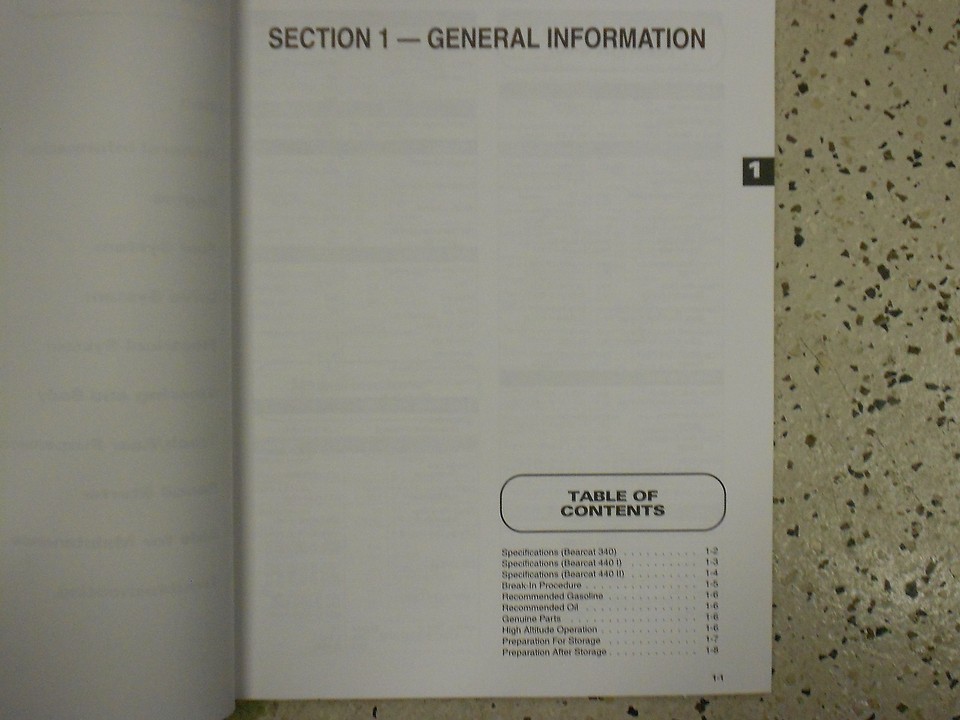 SECTION 1 — GENERAL INFORMATION
1
TABLE OF
CONTENTS
Specifications (Bearcat 340) . . . . . . . . . . 1-2
Specifications (Bearcat 440 I) . . . . . . . . . . 1-3
Specifications (Bearcat 440 II) . . . . . . . . . 1-4
Break-In Procedure . . . . . . . . . . . . . . 1-5
Recommended Gasoline . . . . . . . . . . . . 1-6
Recommended Oil . . . . . . . . . . . . . . . 1-6
Genuine Parts . . . . . . . . . . . . . . . . . 1-6
High Altitude Operation . . . . . . . . . . . . 1-6
Preparation For Storage . . . . . . . . . . . . 1-7
Preparation After Storage . . . . . . . . . . . 1-8
1-1